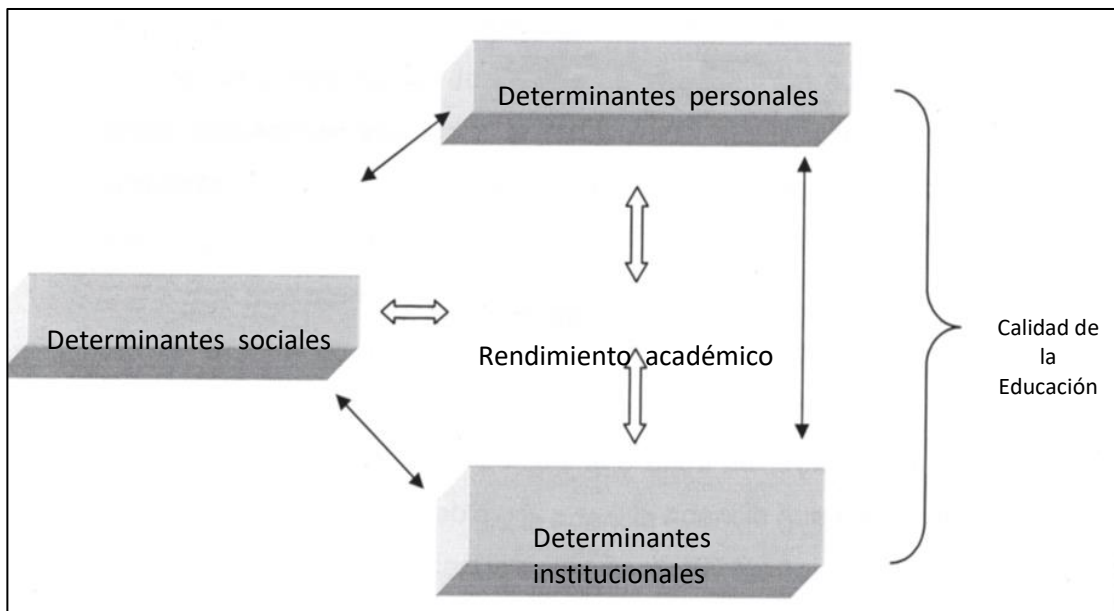 Determinantes personales
Determinantes sociales
Rendimiento académico
Calidad de
la
Educación
Determinantes
institucionales